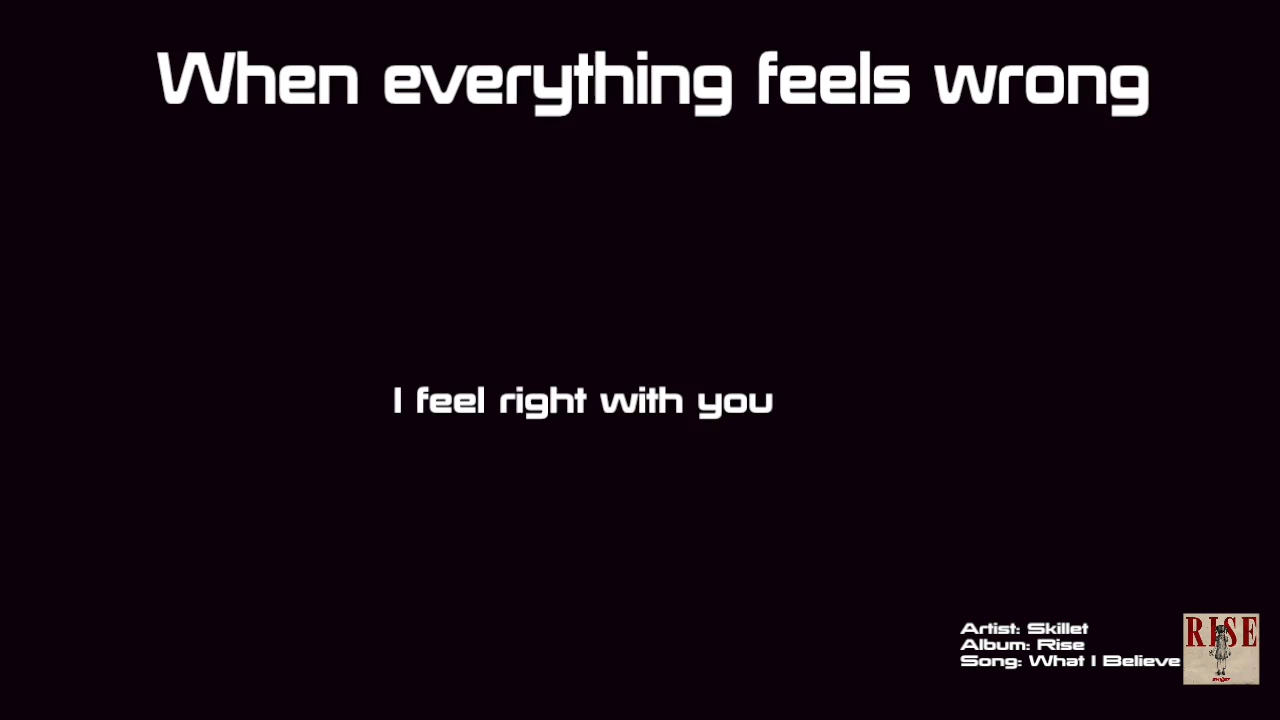 When everything feels wrong
I feel right with you
Artist: Skillet
Album: Rise
Song: What I Believe
RISE